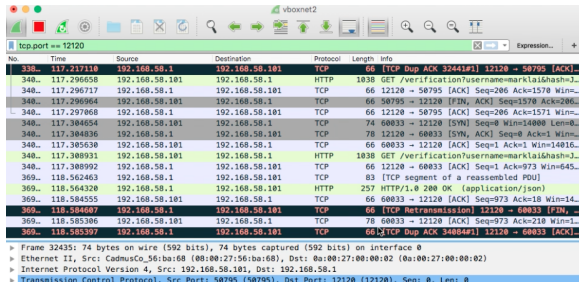 vboxnet2
tcp.port == 12120 Expression... +
No. Time Source Destination Protocol Length Info
338… 117.217110 192.168.58.1 192.168.58.101 TCP 66 [TCP Dup ACK 32441#1] 12120 → 50795 [ACK]…
340… 117.296658 192.168.58.101 192.168.58.1 HTTP 1038 GET /verification?username=marklai&hash=J…
340… 117.296717 192.168.58.1 192.168.58.101 TCP 66 12120 → 50795 [ACK] Seq=206 Ack=1570 Win=…
340… 117.296964 192.168.58.101 192.168.58.1 TCP 66 50795 → 12120 [FIN, ACK] Seq=1570 Ack=206…
340… 117.297068 192.168.58.1 192.168.58.101 TCP 66 12120 → 50795 [ACK] Seq=206 Ack=1571 Win=…
340… 117.304654 192.168.58.101 192.168.58.1 TCP 74 60033 → 12120 [SYN] Seq=0 Win=14000 Len=0…
340… 117.304836 192.168.58.1 192.168.58.101 TCP 78 12120 → 60033 [SYN, ACK] Seq=0 Ack=1 Win=…
340… 117.305630 192.168.58.101 192.168.58.1 TCP 66 60033 → 12120 [ACK] Seq=1 Ack=1 Win=14016…
340… 117.308931 192.168.58.101 192.168.58.1 HTTP 1038 GET /verification?username=marklai&hash=J…
340… 117.308992 192.168.58.1 192.168.58.101 TCP 66 12120 → 60033 [ACK] Seq=1 Ack=973 Win=645…
369… 118.562463 192.168.58.1 192.168.58.101 TCP 83 [TCP segment of a reassembled PDU]
369… 118.564320 192.168.58.1 192.168.58.101 HTTP 257 HTTP/1.0 200 OK (application/json)
369… 118.584555 192.168.58.101 192.168.58.1 TCP 66 60033 → 12120 [ACK] Seq=973 Ack=18 Win=14…
369… 118.584607 192.168.58.1 192.168.58.101 TCP 66 [TCP Retransmission] 12120 → 60033 [FIN, …
369… 118.585306 192.168.58.101 192.168.58.1 TCP 78 60033 → 12120 [ACK] Seq=973 Ack=210 Win=1…
369… 118.585397 192.168.58.1 192.168.58.101 TCP 66 [TCP Dup ACK 34084#1] 12120 → 60033 [ACK]…
Frame 32435: 74 bytes on wire (592 bits), 74 bytes captured (592 bits) on interface 0
Ethernet II, Src: CadmusCo_56:ba:68 (08:00:27:56:ba:68), Dst: 0a:00:27:00:00:02 (0a:00:27:00:00:02)
Internet Protocol Version 4, Src: 192.168.58.101, Dst: 192.168.58.1
Transmission Control Protocol, Src Port: 50795 (50795), Dst Port: 12120 (12120), Seq: 0, Len: 0